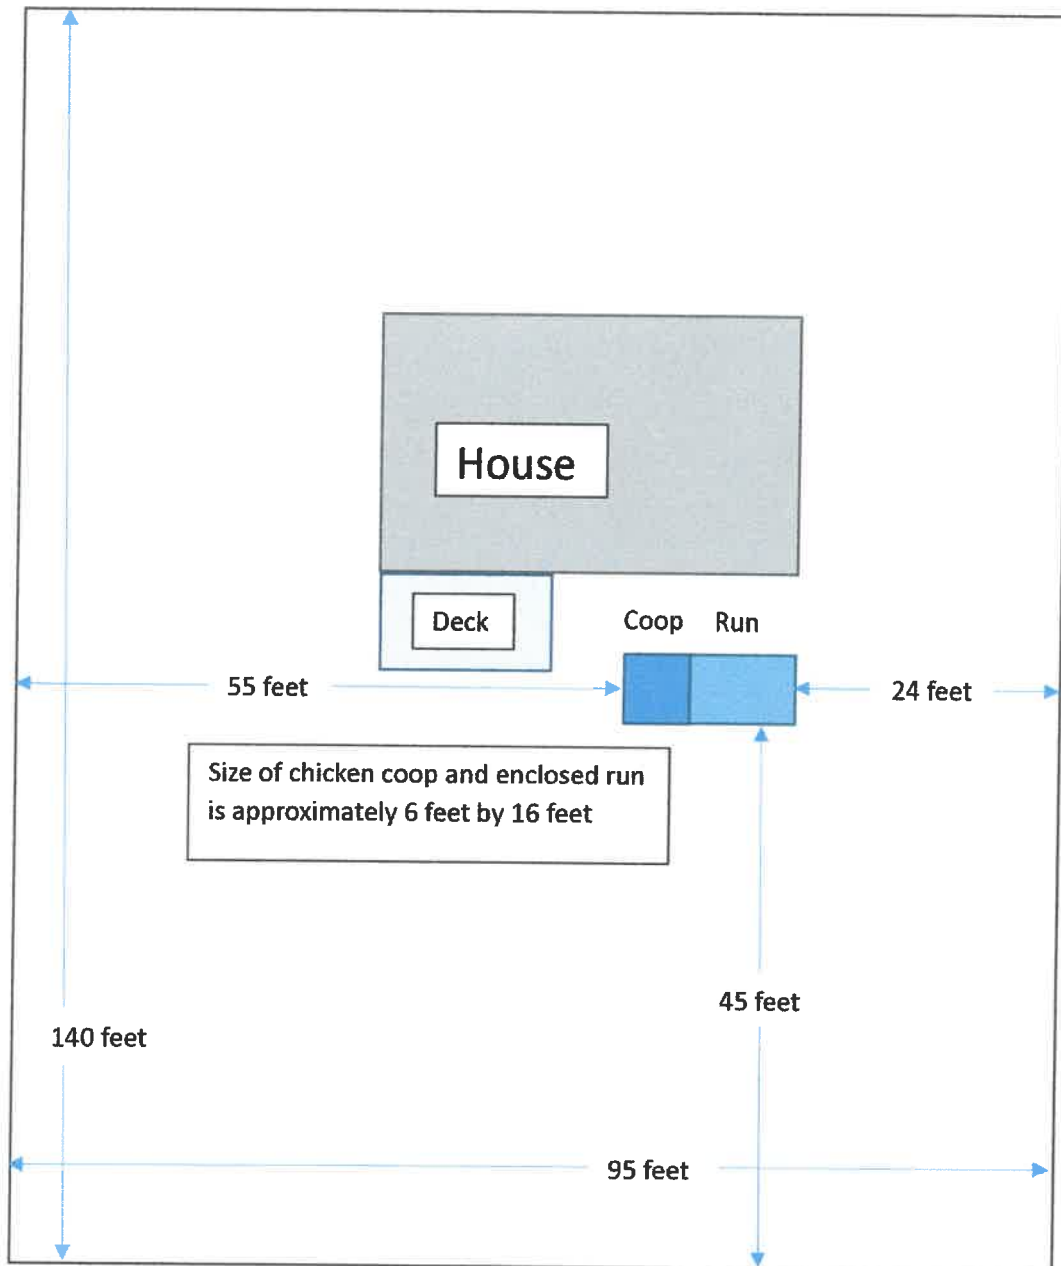 House
Deck
Coop Run
55 feet
24 feet
Size of chicken coop and enclosed run
is approximately 6 feet by 16 feet
45 feet
140 feet
95 feet